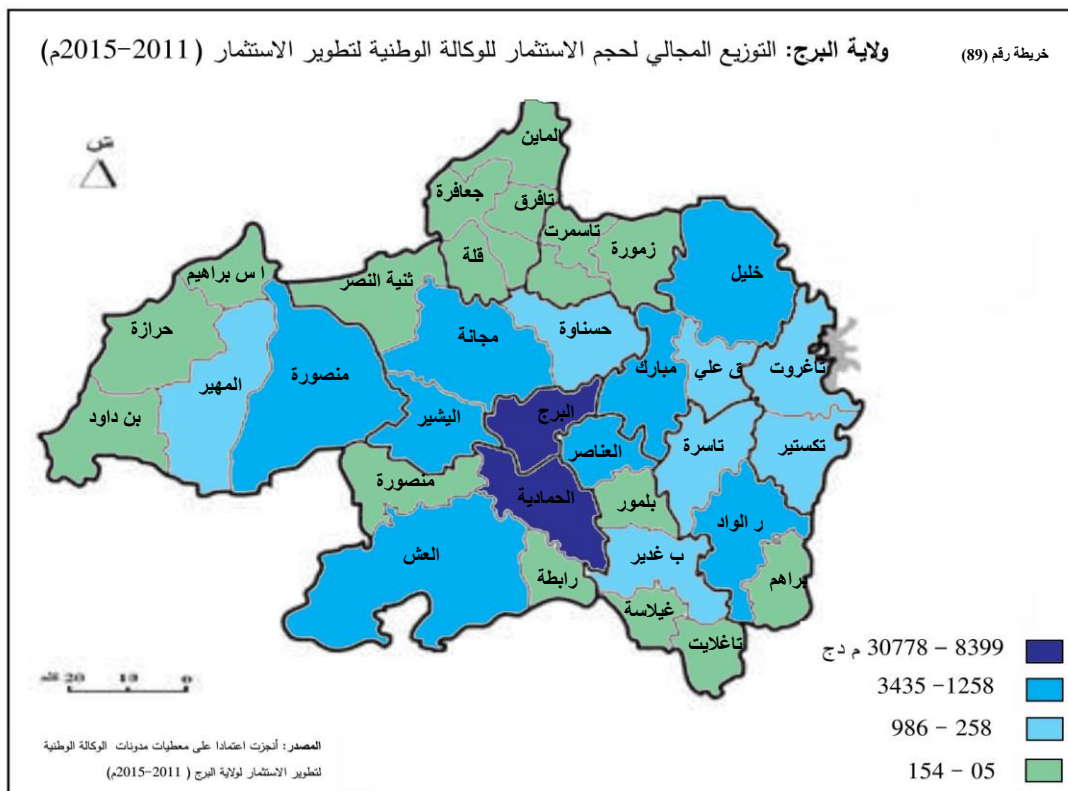 خريطة رقم (89)
ولاية البرج: التوزيع المجالي لحجم الاستثمار للوكالة الوطنية لتطوير الاستثمار ( 2011-2015م)
ش
الماين
جعافرة
تافرق
تاسمرت
زمورة
قلة
خليل
ا س براهيم
ثنية النصر
حسناوة
حرازة
مجانة
منصورة
المهير
مبارك
ق علي
تاغروت
بن داود
اليشير
البرج
العناصر
تاسرة
تكستير
منصورة
الحمادية
بلمور
ر الواد
العش
رابطة
ب غدير
براهم
غيلاسة
تاغلايت
8399 - 30778 م دج
1258- 3435
258 - 986
05 - 154
0 10 20 كلم
المصدر: أنجزت اعتمادا على معطيات مدونات الوكالة الوطنية
لتطوير الاستثمار لولاية البرج ( 2011-2015م)